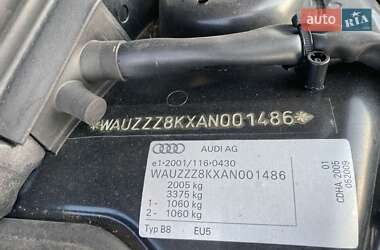 auto RIA
*WAUZZZ8KXAN001486*
AUDI AG
e1*2001/116*0430
WAUZZZ8KXAN001486
2005 kg
3375 kg
1- 1060 kg
2- 1060 kg
Typ B8 EU5
CDHA 2005 01
052009